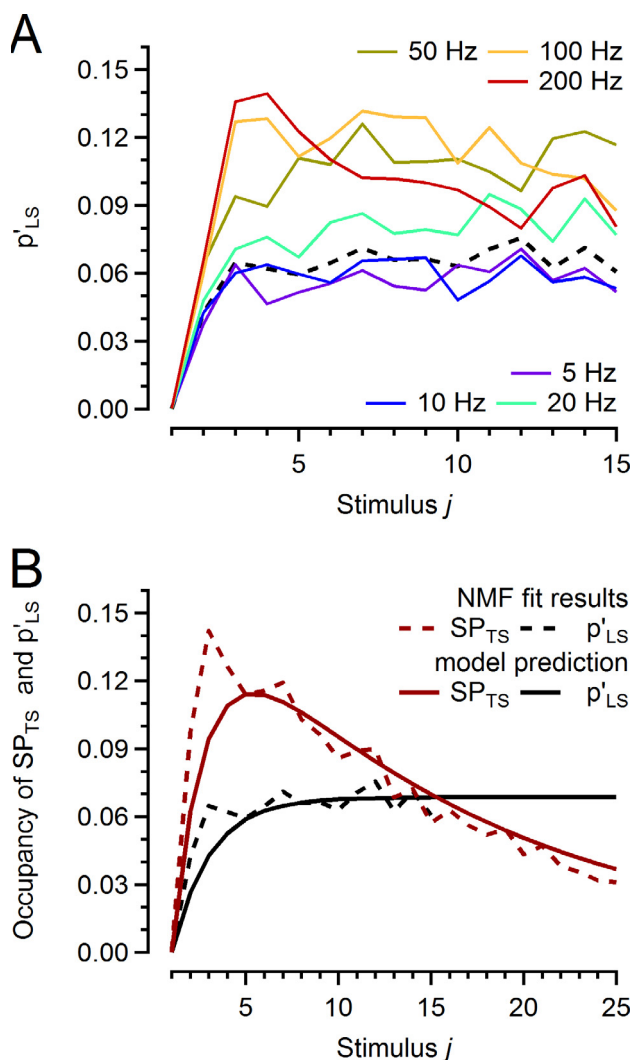 A
50 Hz 100 Hz
200 Hz
0.15
0.12
0.09
0.06
0.03
0.00
p'LS
5 Hz
10 Hz 20 Hz
5 10 15
Stimulus j
B
NMF fit results
SPTS p'LS
model prediction
SPTS p'LS
0.15
0.12
0.09
0.06
0.03
0.00
Occupancy of SPTS and p'LS
5 10 15 20 25
Stimulus j